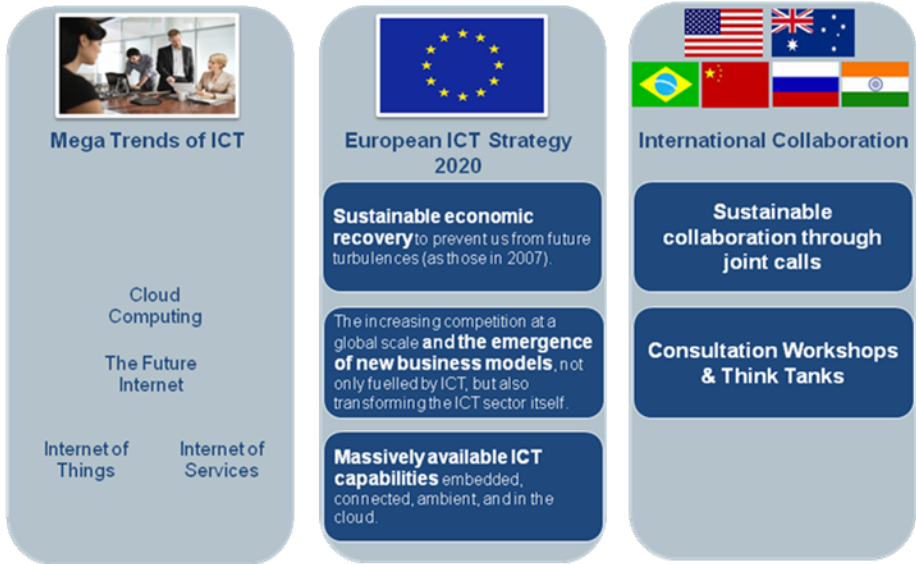 Mega Trends of ICT
Cloud
Computing
The Future
Internet
Internet of
Things
Internet of
Services
European ICT Strategy
2020
Sustainable economic
recovery to prevent us from future
turbulences (as those in 2007).
The increasing competition at a
global scale and the emergence
of new business models, not
only fuelled by ICT, but also
transforming the ICT sector itself.
Massively available ICT
capabilities embedded,
connected, ambient, and in the
cloud.
International Collaboration
Sustainable
collaboration through
joint calls
Consultation Workshops
& Think Tanks